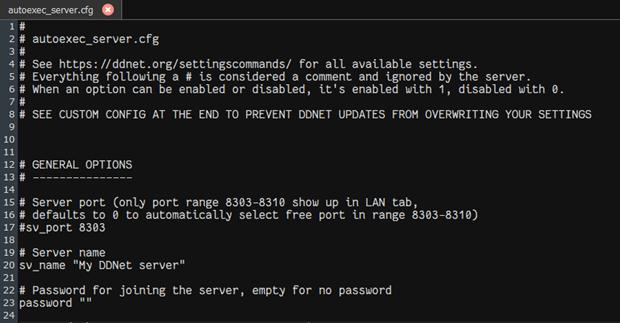 autoexec_server.cfg
1 #
2 # autoexec_server.cfg
3 #
4 # See https://ddnet.org/settingscommands/ for all available settings.
5 # Everything following a # is considered a comment and ignored by the server.
6 # When an option can be enabled or disabled, it's enabled with 1, disabled with 0.
7 #
8 # SEE CUSTOM CONFIG AT THE END TO PREVENT DDNET UPDATES FROM OVERWRITING YOUR SETTINGS
9
10
11
12 # GENERAL OPTIONS
13 # ---------------
14
15 # Server port (only port range 8303-8310 show up in LAN tab,
16 # defaults to 0 to automatically select free port in range 8303-8310)
17 #sv_port 8303
18
19 # Server name
20 sv_name "My DDNet server"
21
22 # Password for joining the server, empty for no password
23 password ""
24